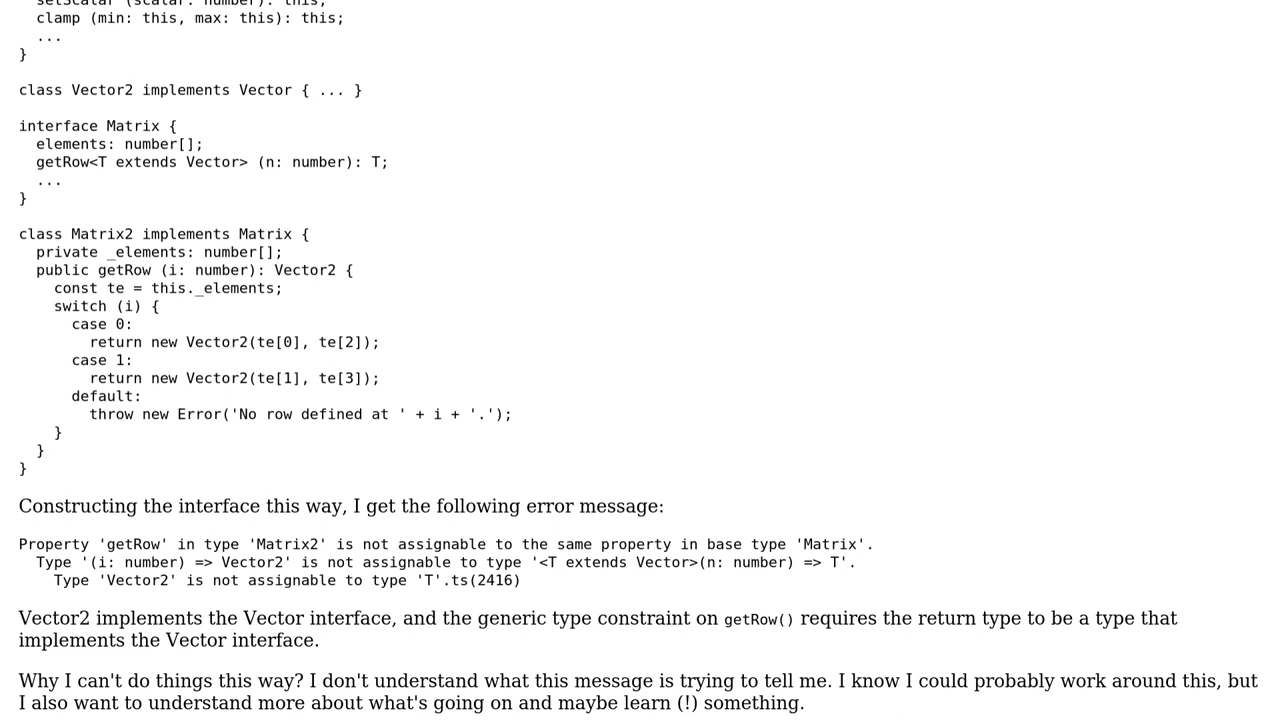 setScalar (scalar: number): this;
clamp (min: this, max: this): this;
...
}
class Vector2 implements Vector { ... }
interface Matrix {
elements: number[];
getRow<T extends Vector> (n: number): T;
...
}
class Matrix2 implements Matrix {
private _elements: number[];
public getRow (i: number): Vector2 {
const te = this._elements;
switch (i) {
case 0:
return new Vector2(te[0], te[2]);
case 1:
return new Vector2(te[1], te[3]);
default:
throw new Error('No row defined at ' + i + '.');
}
}
}
Constructing the interface this way, I get the following error message:
Property 'getRow' in type 'Matrix2' is not assignable to the same property in base type 'Matrix'.
Type '(i: number) => Vector2' is not assignable to type '<T extends Vector>(n: number) => T'.
Type 'Vector2' is not assignable to type 'T'.ts(2416)
Vector2 implements the Vector interface, and the generic type constraint on getRow() requires the return type to be a type that
implements the Vector interface.
Why I can't do things this way? I don't understand what this message is trying to tell me. I know I could probably work around this, but
I also want to understand more about what's going on and maybe learn (!) something.